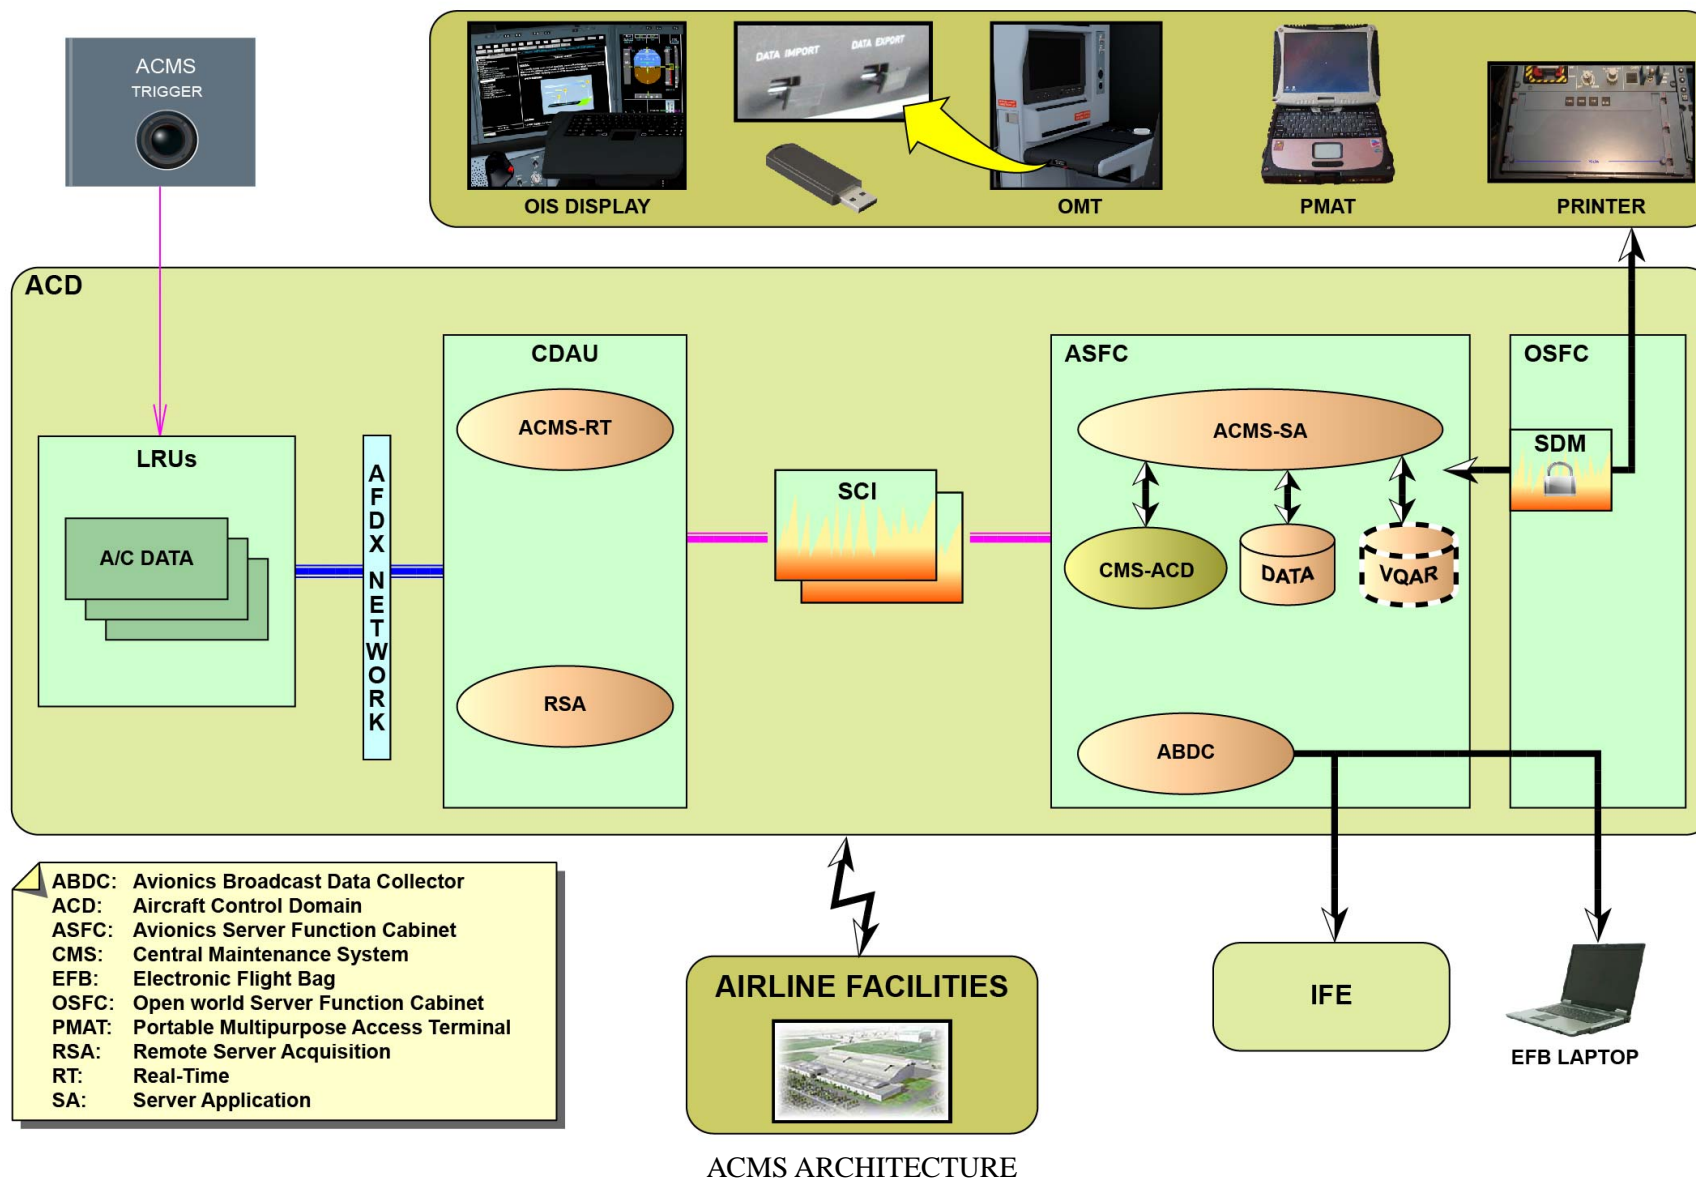 ACMS
TRIGGER
DATA IMPORT
DATA EXPORT
OIS DISPLAY
OMT
PMAT
PRINTER
ACD
LRUs
A/C DATA
AFDX NETWORK
CDAU
ACMS-RT
RSA
SCI
ASFC
ACMS-SA
CMS-ACD
DATA
VQAR
ABDC
OSFC
SDM
ABDC: Avionics Broadcast Data Collector
ACD: Aircraft Control Domain
ASFC: Avionics Server Function Cabinet
CMS: Central Maintenance System
EFB: Electronic Flight Bag
OSFC: Open world Server Function Cabinet
PMAT: Portable Multipurpose Access Terminal
RSA: Remote Server Acquisition
RT: Real-Time
SA: Server Application
AIRLINE FACILITIES
IFE
EFB LAPTOP
ACMS ARCHITECTURE